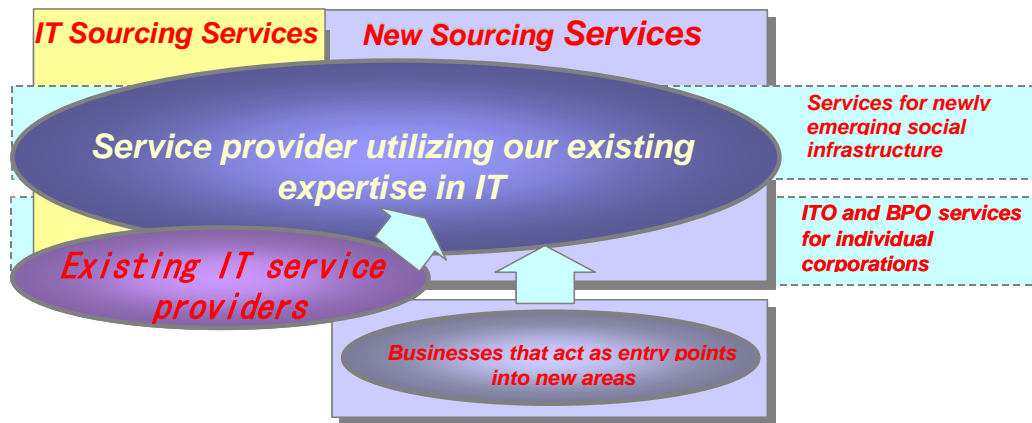 IT Sourcing Services
New Sourcing Services
Service provider utilizing our existing
expertise in IT
Services for newly
emerging social
infrastructure
ITO and BPO services
for individual
corporations
Existing IT service
providers
Businesses that act as entry points
into new areas